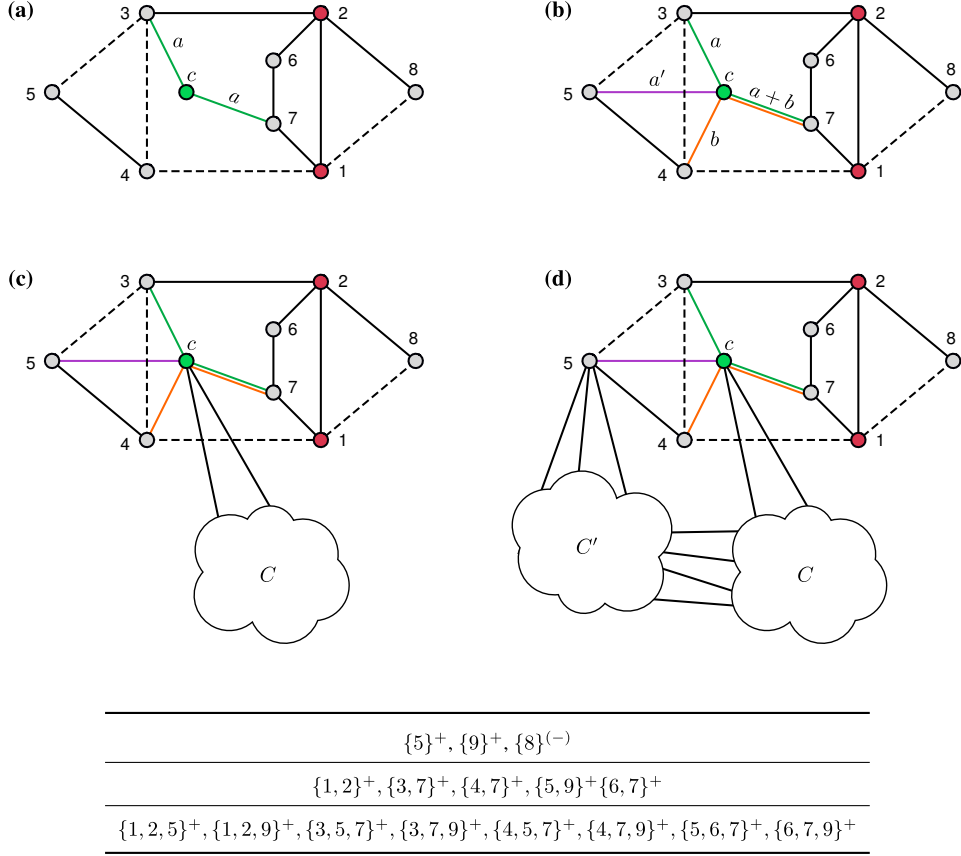 (a) 3 2 (b) 3 2
a 6 a 6
c 8 c 8
5 a 5 a′ a + b
7 b 7
4 1 4 1
(c) 3 2 (d) 3 2
c 6 8 c 6 8
5 7 5 7
4 1 4 1
C C′ C
{5}⁺, {9}⁺, {8}⁽⁻⁾
{1, 2}⁺, {3, 7}⁺, {4, 7}⁺, {5, 9}⁺{6, 7}⁺
{1, 2, 5}⁺, {1, 2, 9}⁺, {3, 5, 7}⁺, {3, 7, 9}⁺, {4, 5, 7}⁺, {4, 7, 9}⁺, {5, 6, 7}⁺, {6, 7, 9}⁺